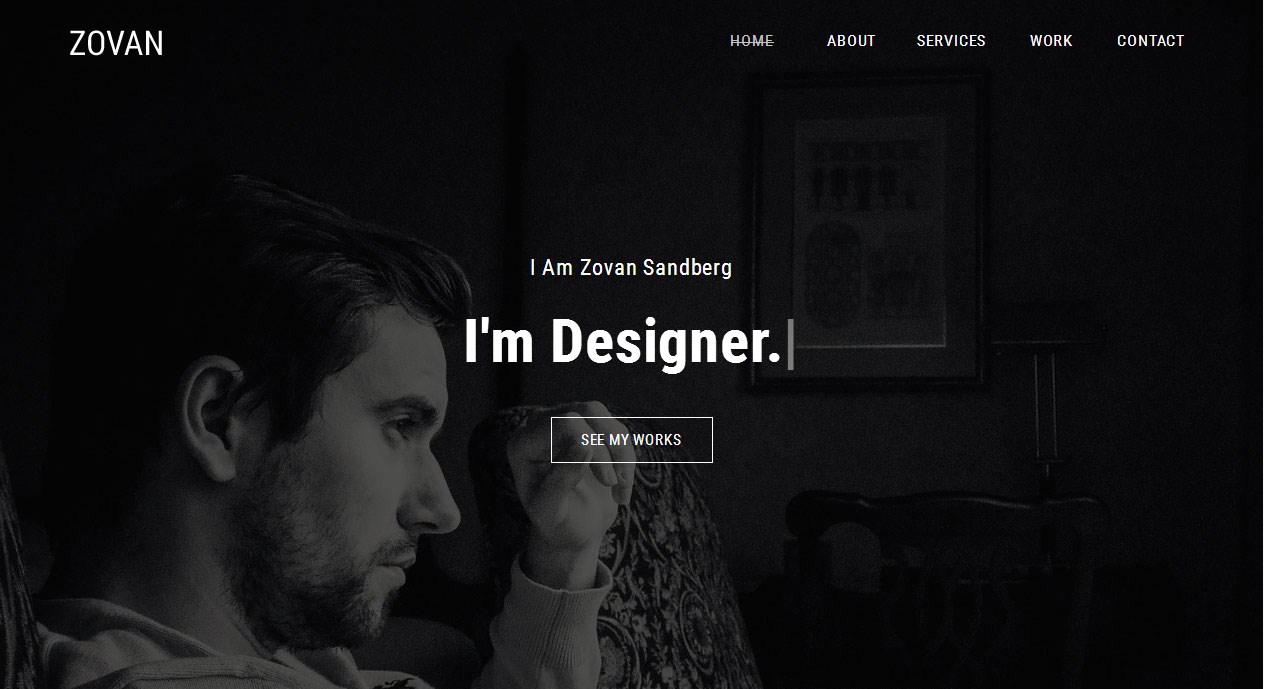 ZOVAN
HOME ABOUT SERVICES WORK CONTACT
I Am Zovan Sandberg
I'm Designer.|
SEE MY WORKS